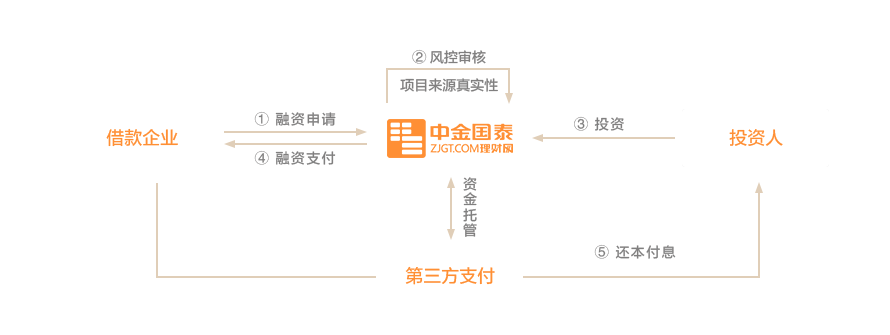 ② 风控审核
项目来源真实性
① 融资申请
③ 投资
借款企业
中金国泰
ZJGT.COM理财网
投资人
④ 融资支付
资金托管
⑤ 还本付息
第三方支付